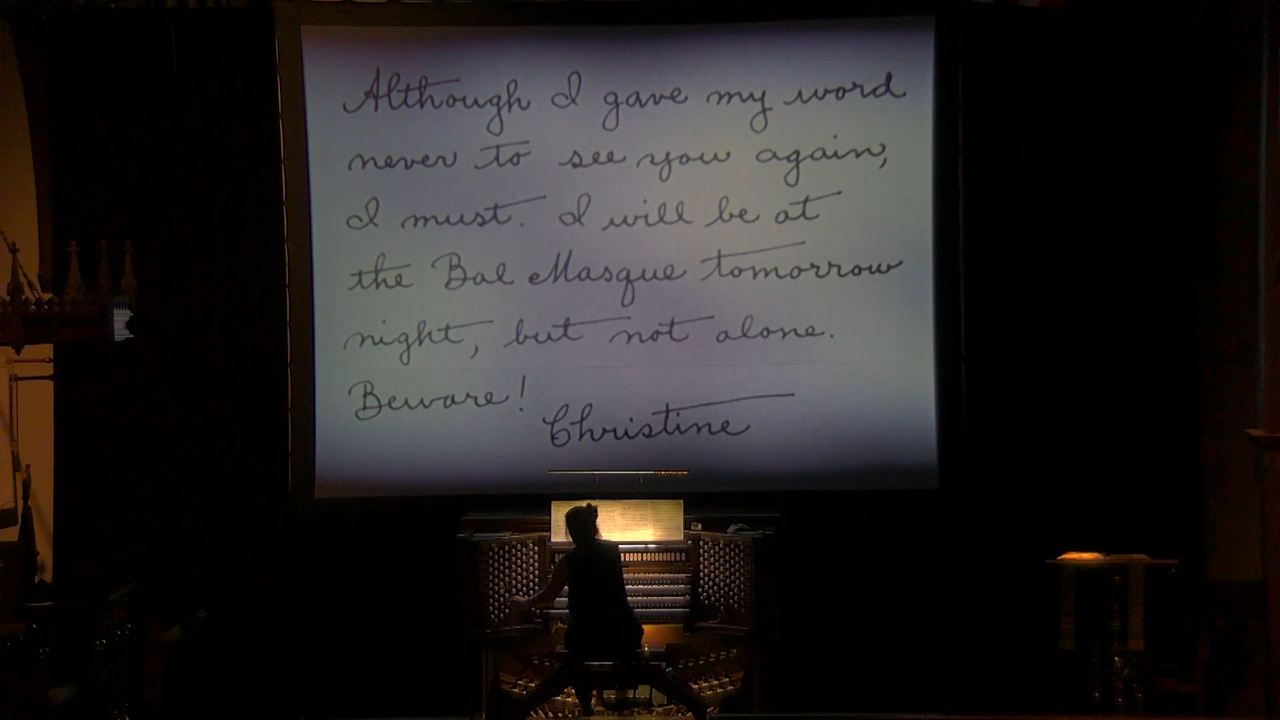 Although I gave my word
never to see you again,
I must. I will be at
the Bal Masque tomorrow
night, but not alone.
Beware!
Christine